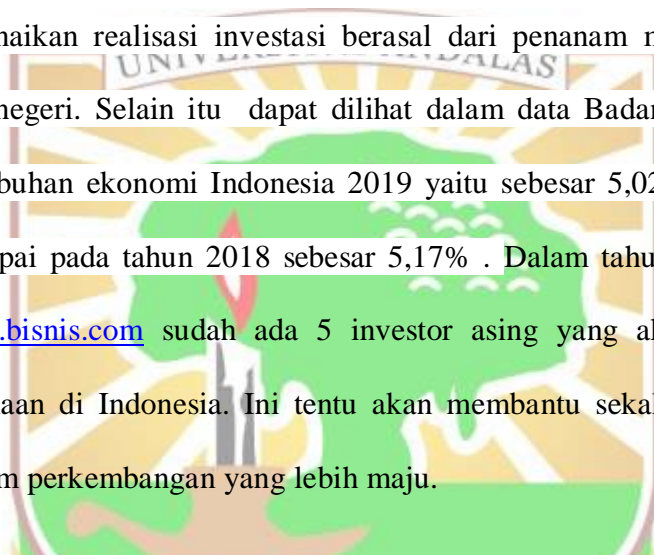 naikan realisasi investasi berasal dari penanam
UNIV ANDALAS
negeri. Selain itu dapat dilihat dalam data Badan
buhan ekonomi Indonesia 2019 yaitu sebesar 5,02
pai pada tahun 2018 sebesar 5,17% . Dalam tahu
.bisnis.com sudah ada 5 investor asing yang a
aan di Indonesia. Ini tentu akan membantu seka
m perkembangan yang lebih maju.